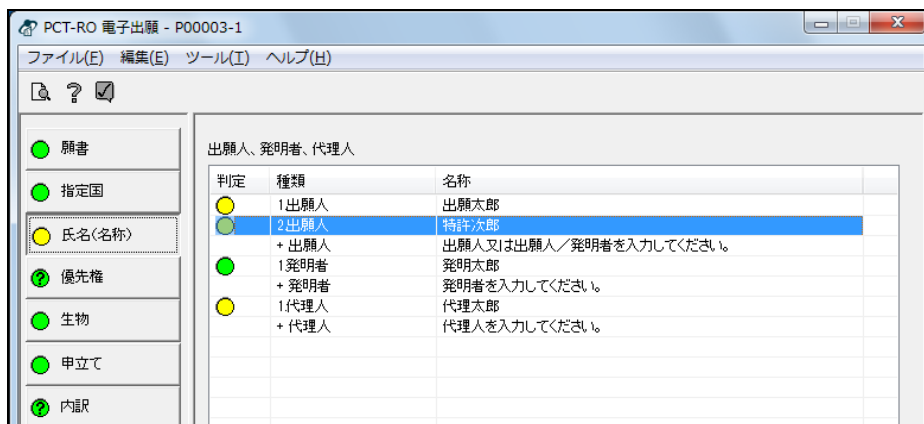 PCT-RO 電子出願 - P00003-1
ファイル(F) 編集(E) ツール(T) ヘルプ(H)
願書
指定国
氏名(名称)
優先権
生物
申立て
内訳
出願人、発明者、代理人
判定 種類 名称
1出願人 出願太郎
2出願人 特許次郎
+ 出願人 出願人又は出願人／発明者を入力してください。
1発明者 発明太郎
+ 発明者 発明者を入力してください。
1代理人 代理太郎
+ 代理人 代理人を入力してください。